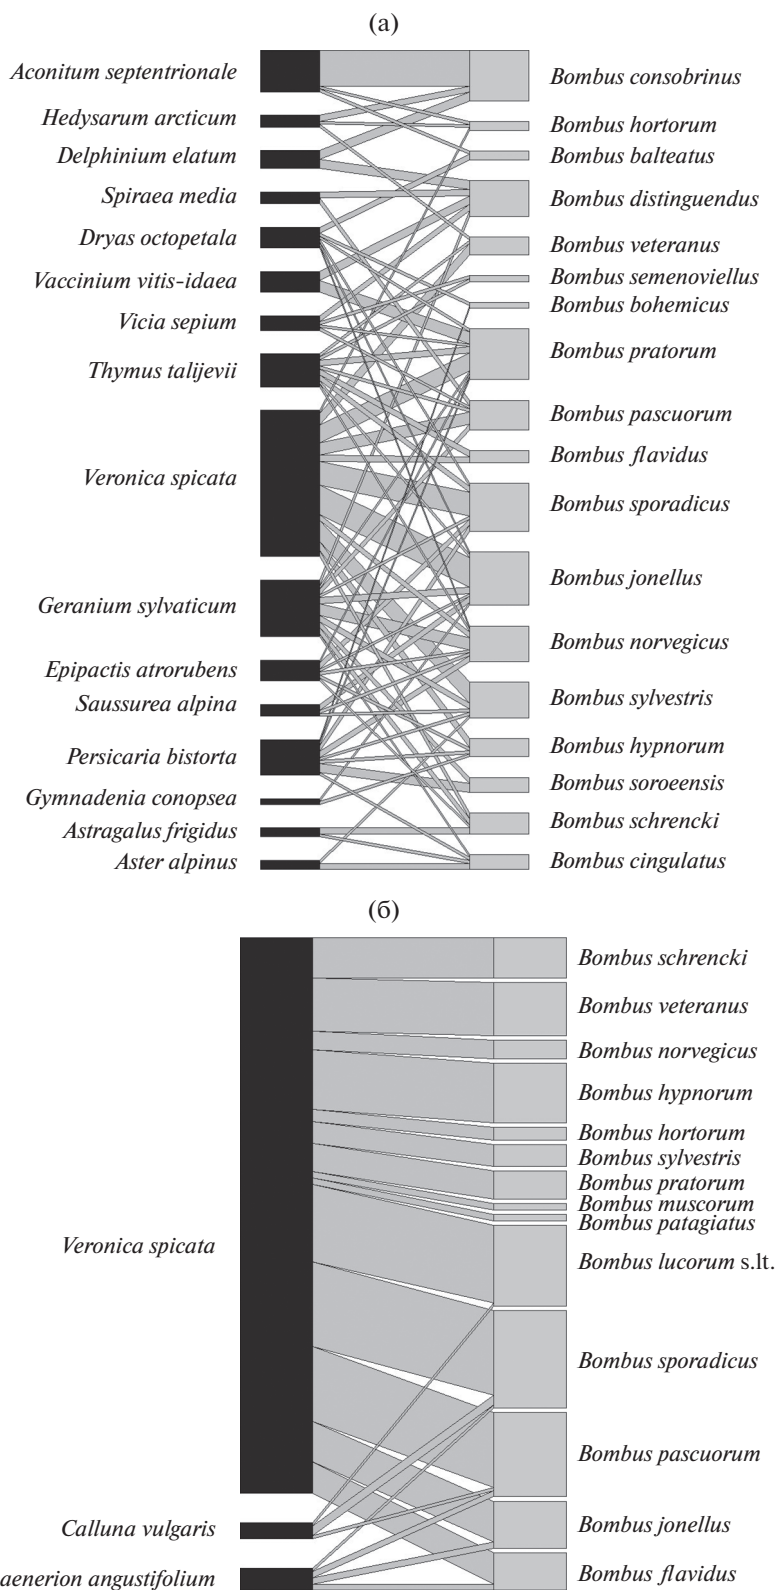 (а)
Aconitum septentrionale
Hedysarum arcticum
Delphinium elatum
Spiraea media
Dryas octopetala
Vaccinium vitis-idaea
Vicia sepium
Thymus talijevii
Veronica spicata
Geranium sylvaticum
Epipactis atrorubens
Saussurea alpina
Persicaria bistorta
Gymnadenia conopsea
Astragalus frigidus
Aster alpinus
Bombus consobrinus
Bombus hortorum
Bombus balteatus
Bombus distinguendus
Bombus veteranus
Bombus semenoviellus
Bombus bohemicus
Bombus pratorum
Bombus pascuorum
Bombus flavidus
Bombus sporadicus
Bombus jonellus
Bombus norvegicus
Bombus sylvestris
Bombus hypnorum
Bombus soroeensis
Bombus schrencki
Bombus cingulatus
(б)
Veronica spicata
Calluna vulgaris
aenerion angustifolium
Bombus schrencki
Bombus veteranus
Bombus norvegicus
Bombus hypnorum
Bombus hortorum
Bombus sylvestris
Bombus pratorum
Bombus muscorum
Bombus patagiatus
Bombus lucorum s.lt.
Bombus sporadicus
Bombus pascuorum
Bombus jonellus
Bombus flavidus